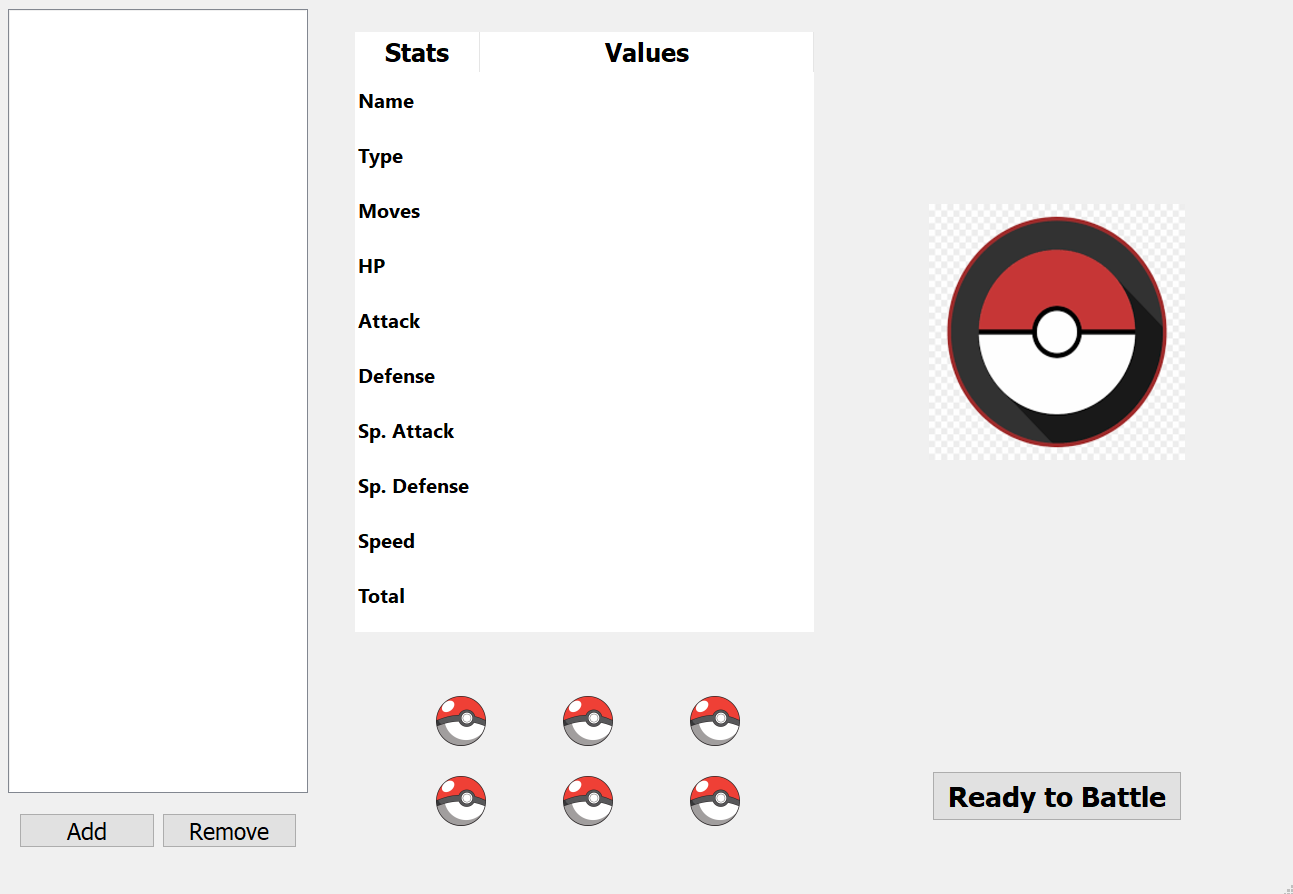 Stats Values
Name
Type
Moves
HP
Attack
Defense
Sp. Attack
Sp. Defense
Speed
Total
Add Remove
Ready to Battle